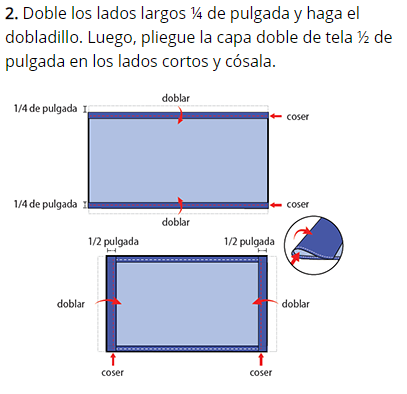 2. Doble los lados largos ¼ de pulgada y haga el
dobladillo. Luego, pliegue la capa doble de tela ½ de
pulgada en los lados cortos y cósala.
doblar
1/4 de pulgada
coser
1/4 de pulgada
coser
doblar
1/2 pulgada
1/2 pulgada
doblar
doblar
coser
coser